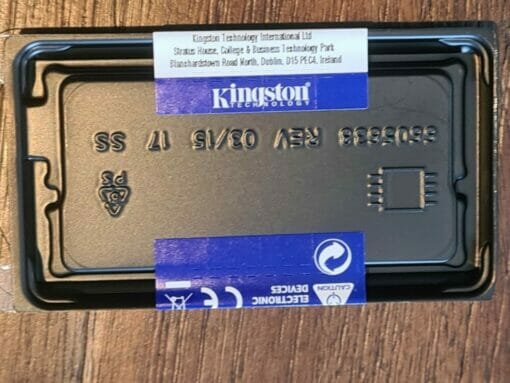 Kingston Technology International Ltd
Stratus House, College & Business Technology Park
Blanchardstown Road North, Dublin, D15 PEC4, Ireland
Kingston
TECHNOLOGY
REV 03/15 17 SS
PS
CAUTION
ELECTRONIC
DEVICES
CE